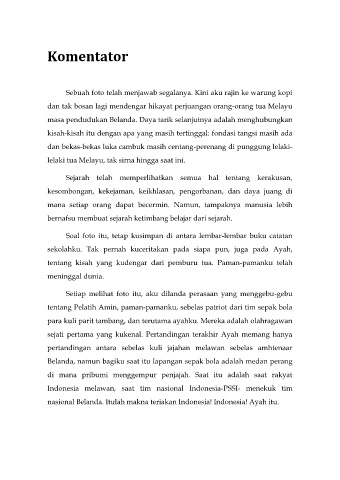 Komentator
Sebuah foto telah menjawab segalanya. Kini aku rajin ke warung kopi
dan tak bosan lagi mendengar hikayat perjuangan orang-orang tua Melayu
masa pendudukan Belanda. Daya tarik selanjutnya adalah menghubungkan
kisah-kisah itu dengan apa yang masih tertinggal: fondasi tangsi masih ada
dan bekas-bekas luka cambuk masih centang-perenang di punggung lelaki-
lelaki tua Melayu, tak sirna hingga saat ini.
Sejarah telah memperlihatkan semua hal tentang kerakusan,
kesombongan, kekejaman, keikhlasan, pengorbanan, dan daya juang di
mana setiap orang dapat becermin. Namun, tampaknya manusia lebih
bernafsu membuat sejarah ketimbang belajar dari sejarah.
Soal foto itu, tetap kusimpan di antara lembar-lembar buku catatan
sekolahku. Tak pernah kuceritakan pada siapa pun, juga pada Ayah,
tentang kisah yang kudengar dari pemburu tua. Paman-pamanku telah
meninggal dunia.
Setiap melihat foto itu, aku dilanda perasaan yang menggebu-gebu
tentang Pelatih Amin, paman-pamanku, sebelas patriot dari tim sepak bola
para kuli parit tambang, dan terutama ayahku. Mereka adalah olahragawan
sejati pertama yang kukenal. Pertandingan terakhir Ayah memang hanya
pertandingan antara sebelas kuli jajahan melawan sebelas ambtenaar
Belanda, namun bagiku saat itu lapangan sepak bola adalah medan perang
di mana pribumi menggempur penjajah. Saat itu adalah saat rakyat
Indonesia melawan, saat tim nasional Indonesia-PSSI- menekuk tim
nasional Belanda. Itulah makna teriakan Indonesia! Indonesia! Ayah itu.